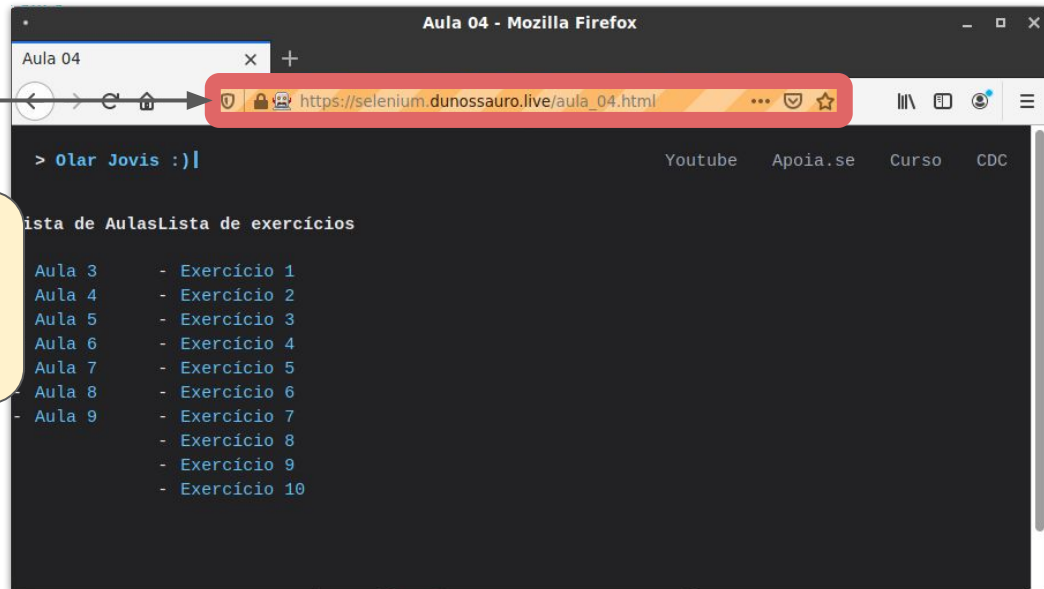 Aula 04 - Mozilla Firefox
Aula 04
https://selenium.dunossauro.live/aula_04.html
> Olar Jovis :)|
Youtube Apoia.se Curso CDC
ista de AulasLista de exercícios
Aula 3 - Exercício 1
Aula 4 - Exercício 2
Aula 5 - Exercício 3
Aula 6 - Exercício 4
Aula 7 - Exercício 5
- Aula 8 - Exercício 6
- Aula 9 - Exercício 7
- Exercício 8
- Exercício 9
- Exercício 10